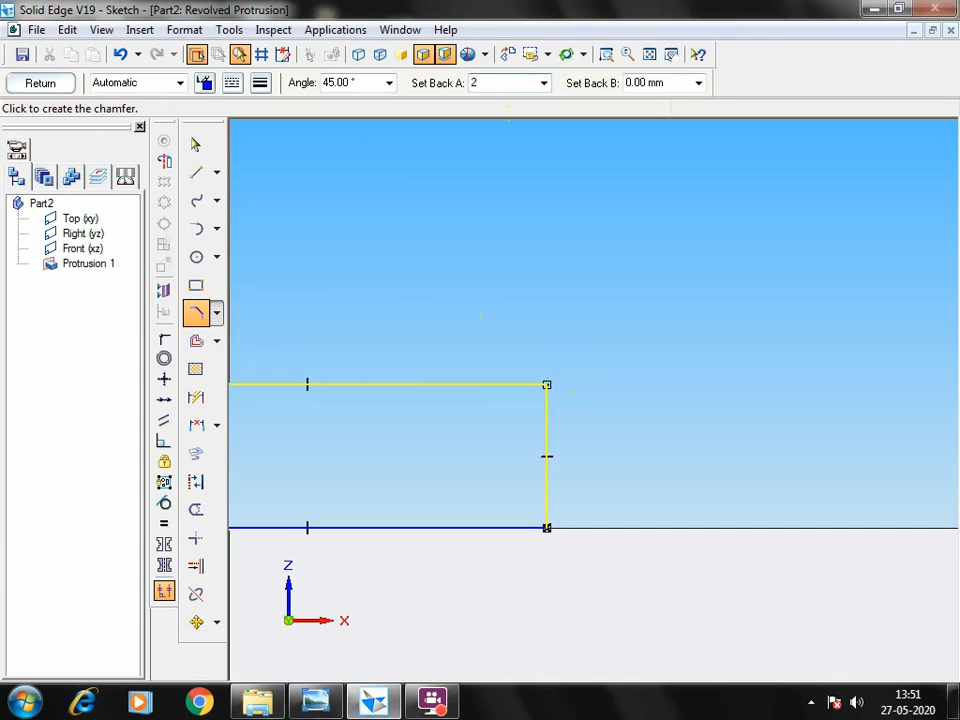 Solid Edge V19 - Sketch - [Part2: Revolved Protrusion]
File Edit View Insert Format Tools Inspect Applications Window Help
Return Automatic Angle: 45.00 ° Set Back A: 2 Set Back B: 0.00 mm
Click to create the chamfer.
Part2
Top (xy)
Right (yz)
Front (xz)
Protrusion 1
Z
X
13:51
27-05-2020